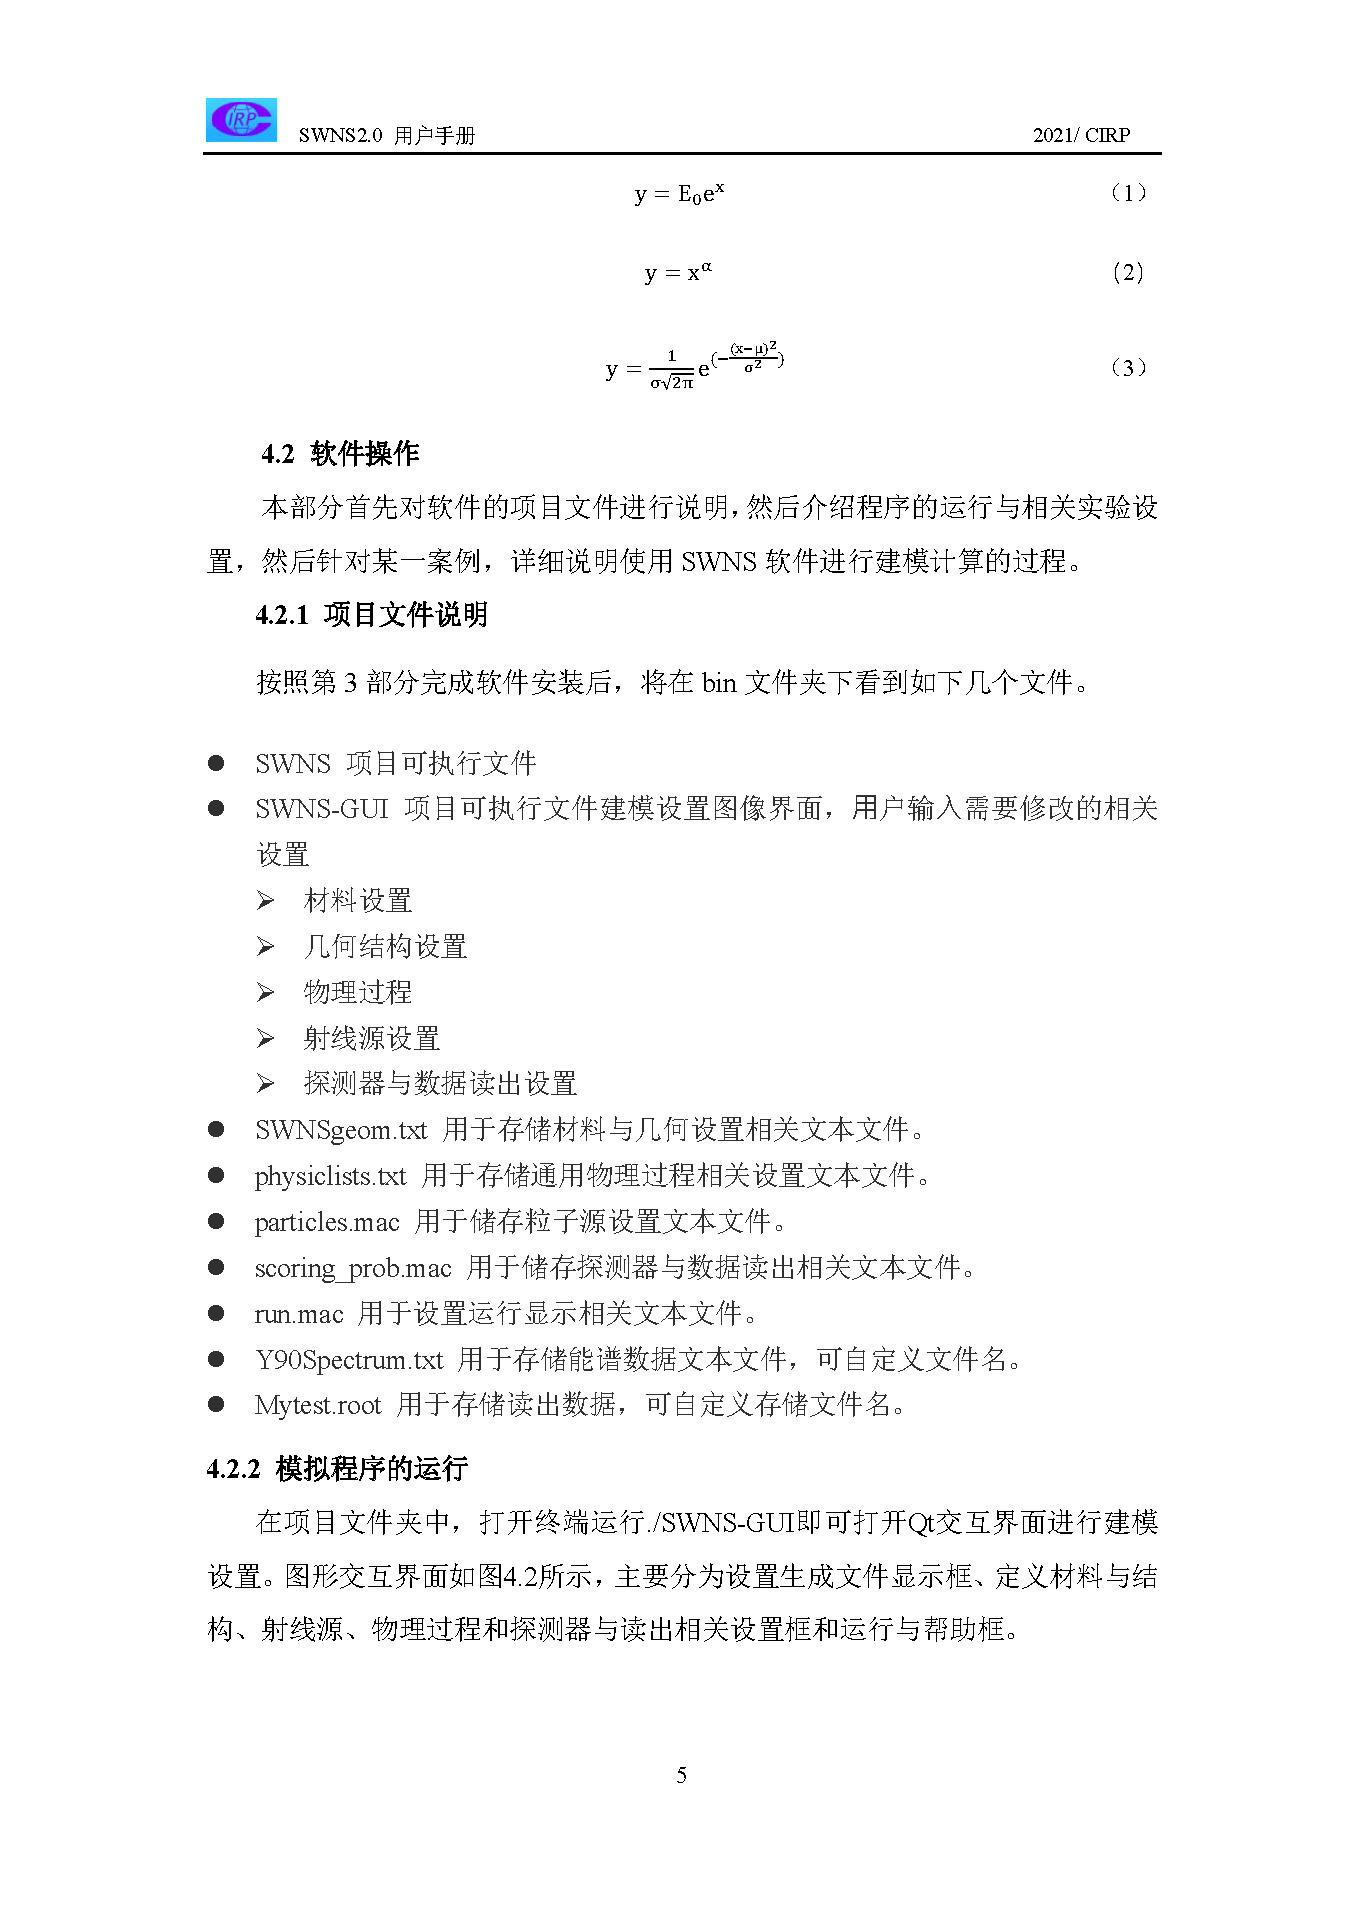 CIRP
SWNS2.0 用户手册 2021/ CIRP
y = E₀eˣ （1）
y = x^α （2）
y = \frac{1}{σ√2π} e^{(-\frac{(x-μ)²}{σ²})} （3）
4.2 软件操作
本部分首先对软件的项目文件进行说明，然后介绍程序的运行与相关实验设
置，然后针对某一案例，详细说明使用 SWNS 软件进行建模计算的过程。
4.2.1 项目文件说明
按照第 3 部分完成软件安装后，将在 bin 文件夹下看到如下几个文件。
● SWNS 项目可执行文件
● SWNS-GUI 项目可执行文件建模设置图像界面，用户输入需要修改的相关
设置
➢ 材料设置
➢ 几何结构设置
➢ 物理过程
➢ 射线源设置
➢ 探测器与数据读出设置
● SWNSgeom.txt 用于存储材料与几何设置相关文本文件。
● physiclists.txt 用于存储通用物理过程相关设置文本文件。
● particles.mac 用于储存粒子源设置文本文件。
● scoring_prob.mac 用于储存探测器与数据读出相关文本文件。
● run.mac 用于设置运行显示相关文本文件。
● Y90Spectrum.txt 用于存储能谱数据文本文件，可自定义文件名。
● Mytest.root 用于存储读出数据，可自定义存储文件名。
4.2.2 模拟程序的运行
在项目文件夹中，打开终端运行./SWNS-GUI即可打开Qt交互界面进行建模
设置。图形交互界面如图4.2所示，主要分为设置生成文件显示框、定义材料与结
构、射线源、物理过程和探测器与读出相关设置框和运行与帮助框。
5